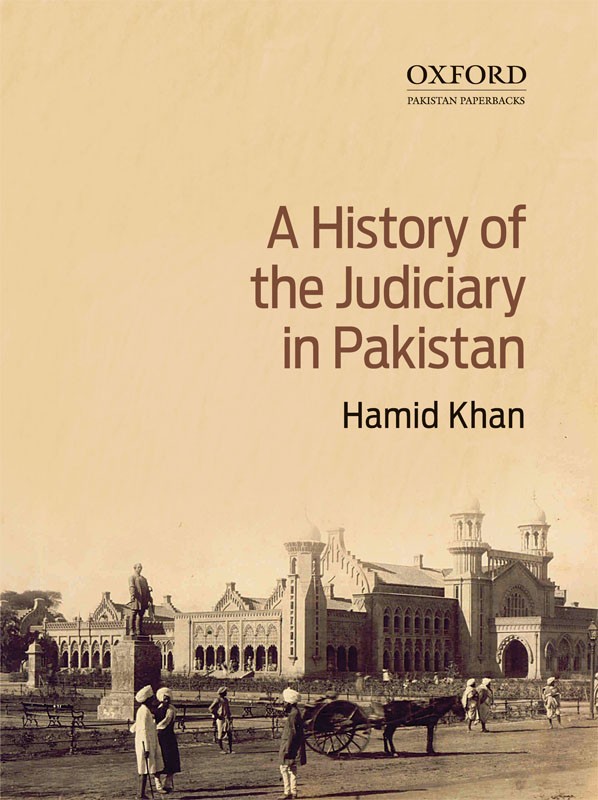 OXFORD
PAKISTAN PAPERBACKS
A History of
the Judiciary
in Pakistan
Hamid Khan